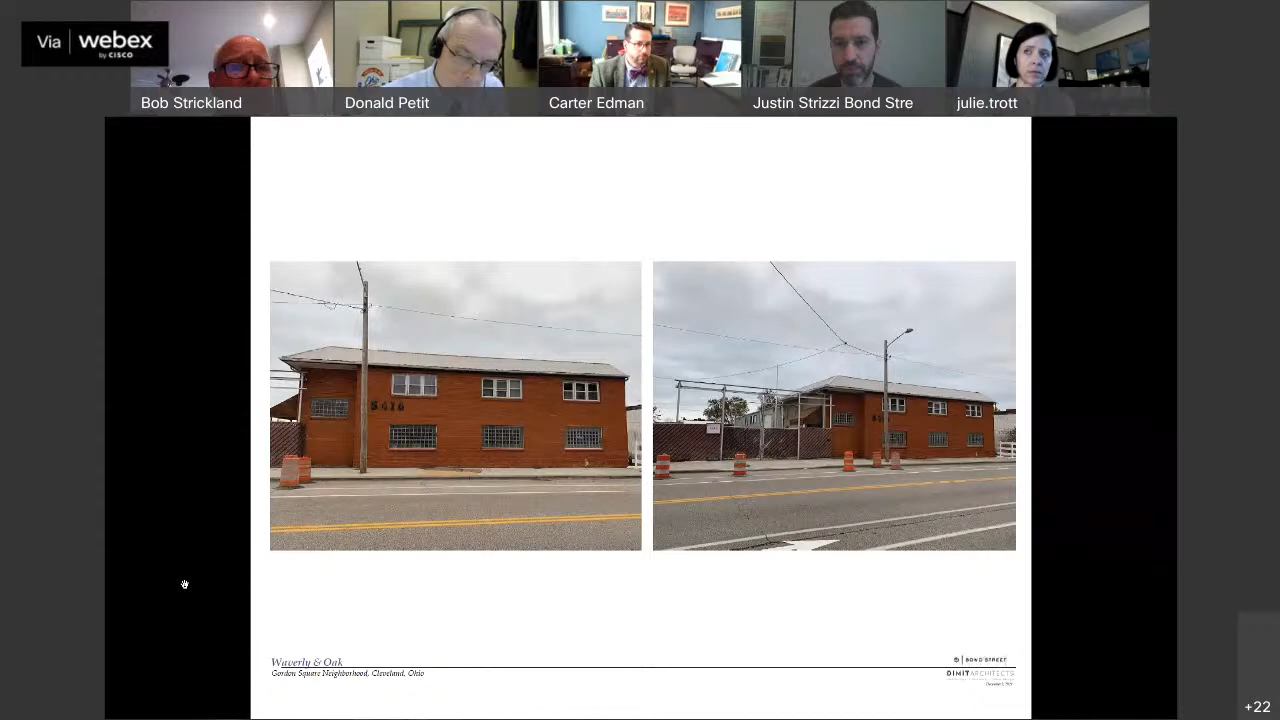 Via | webex
by CISCO
Bob Strickland
Donald Petit
Carter Edman
Justin Strizzi Bond Stre
julie.trott
5416
Waverly & Oak
Gordon Square Neighborhood, Cleveland, Ohio
BOND STREET
DIMIT ARCHITECTS
+22